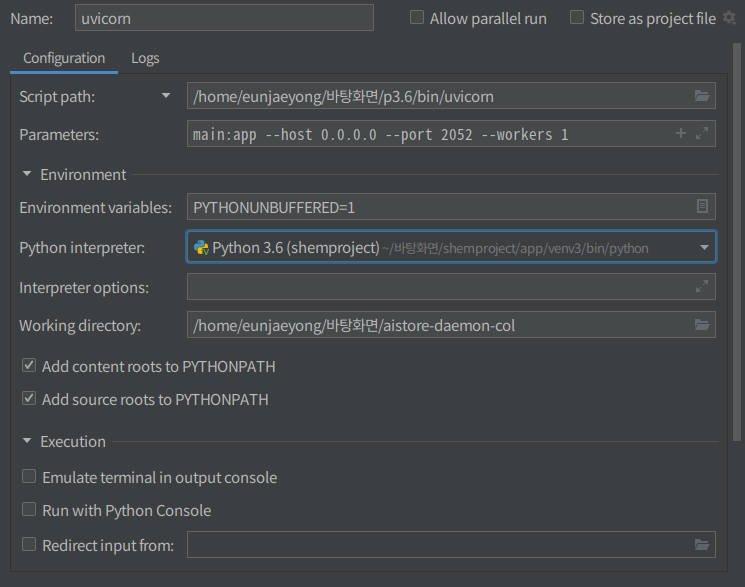 Name: uvicorn Allow parallel run Store as project file
Configuration Logs
Script path: /home/eunjaeyong/바탕화면/p3.6/bin/uvicorn
Parameters: main:app --host 0.0.0.0 --port 2052 --workers 1
Environment
Environment variables: PYTHONUNBUFFERED=1
Python interpreter: Python 3.6 (shemproject) ~/바탕화면/shemproject/app/venv3/bin/python
Interpreter options:
Working directory: /home/eunjaeyong/바탕화면/aistore-daemon-col
Add content roots to PYTHONPATH
Add source roots to PYTHONPATH
Execution
Emulate terminal in output console
Run with Python Console
Redirect input from: